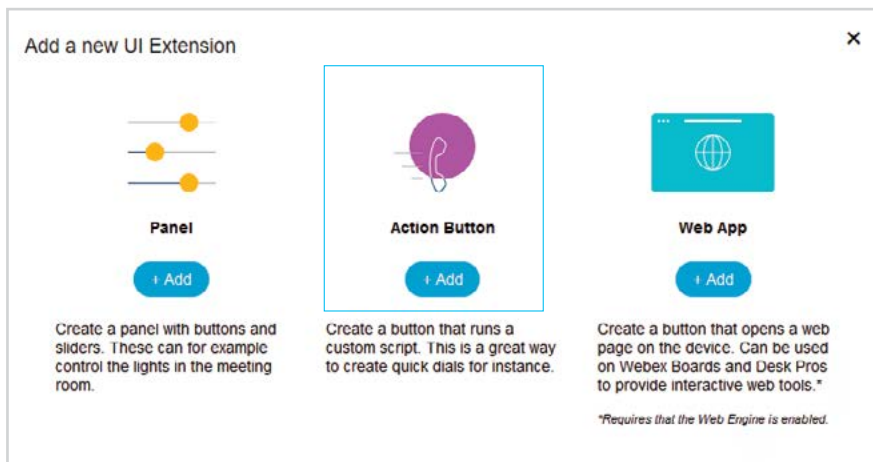 Add a new UI Extension
×
Panel
+ Add
Create a panel with buttons and
sliders. These can for example
control the lights in the meeting
room.
Action Button
+ Add
Create a button that runs a
custom script. This is a great way
to create quick dials for instance.
Web App
+ Add
Create a button that opens a web
page on the device. Can be used
on Webex Boards and Desk Pros
to provide interactive web tools.*
*Requires that the Web Engine is enabled.